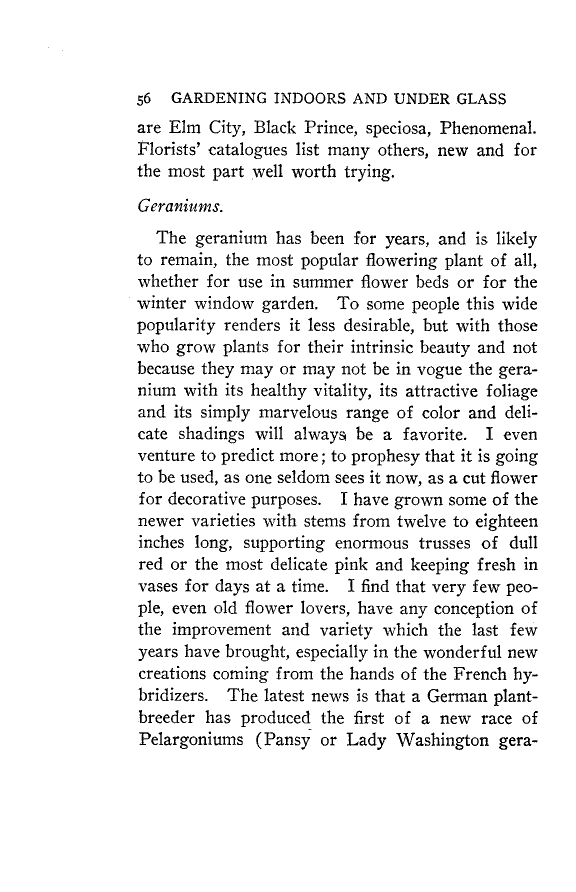 56 GARDENING INDOORS AND UNDER GLASS
are Elm City, Black Prince, speciosa, Phenomenal.
Florists' catalogues list many others, new and for
the most part well worth trying.
Geraniums.
The geranium has been for years, and is likely
to remain, the most popular flowering plant of all,
whether for use in summer flower beds or for the
winter window garden. To some people this wide
popularity renders it less desirable, but with those
who grow plants for their intrinsic beauty and not
because they may or may not be in vogue the gera-
nium with its healthy vitality, its attractive foliage
and its simply marvelous range of color and deli-
cate shadings will always be a favorite. I even
venture to predict more; to prophesy that it is going
to be used, as one seldom sees it now, as a cut flower
for decorative purposes. I have grown some of the
newer varieties with stems from twelve to eighteen
inches long, supporting enormous trusses of dull
red or the most delicate pink and keeping fresh in
vases for days at a time. I find that very few peo-
ple, even old flower lovers, have any conception of
the improvement and variety which the last few
years have brought, especially in the wonderful new
creations coming from the hands of the French hy-
bridizers. The latest news is that a German plant-
breeder has produced the first of a new race of
Pelargoniums (Pansy or Lady Washington gera-